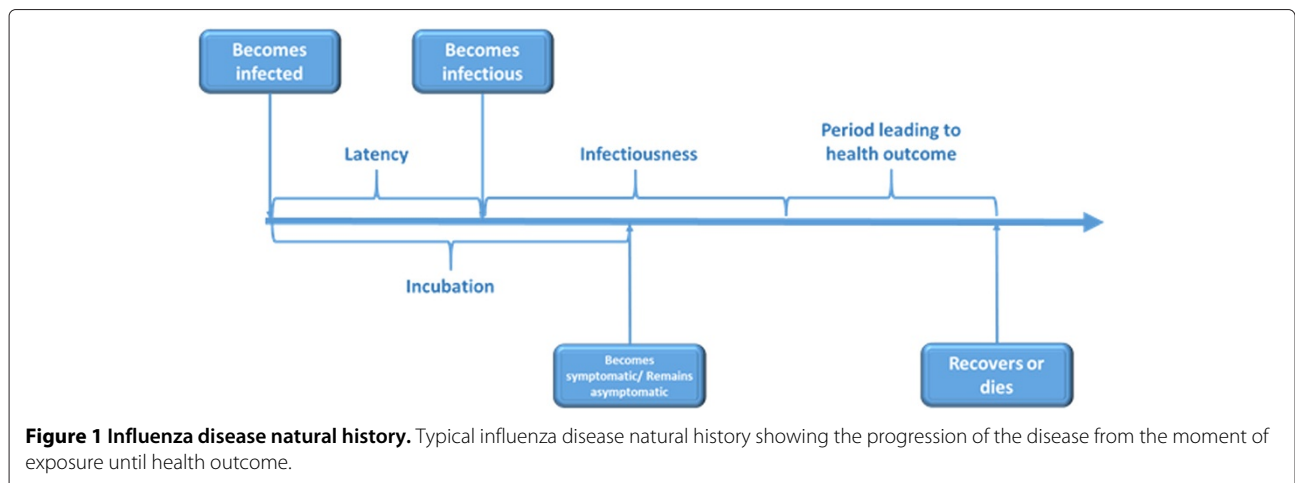 Becomes
infected
Becomes
infectious
Latency
Infectiousness
Period leading to
health outcome
Incubation
Becomes
symptomatic/ Remains
asymptomatic
Recovers or
dies
Figure 1 Influenza disease natural history. Typical influenza disease natural history showing the progression of the disease from the moment of
exposure until health outcome.